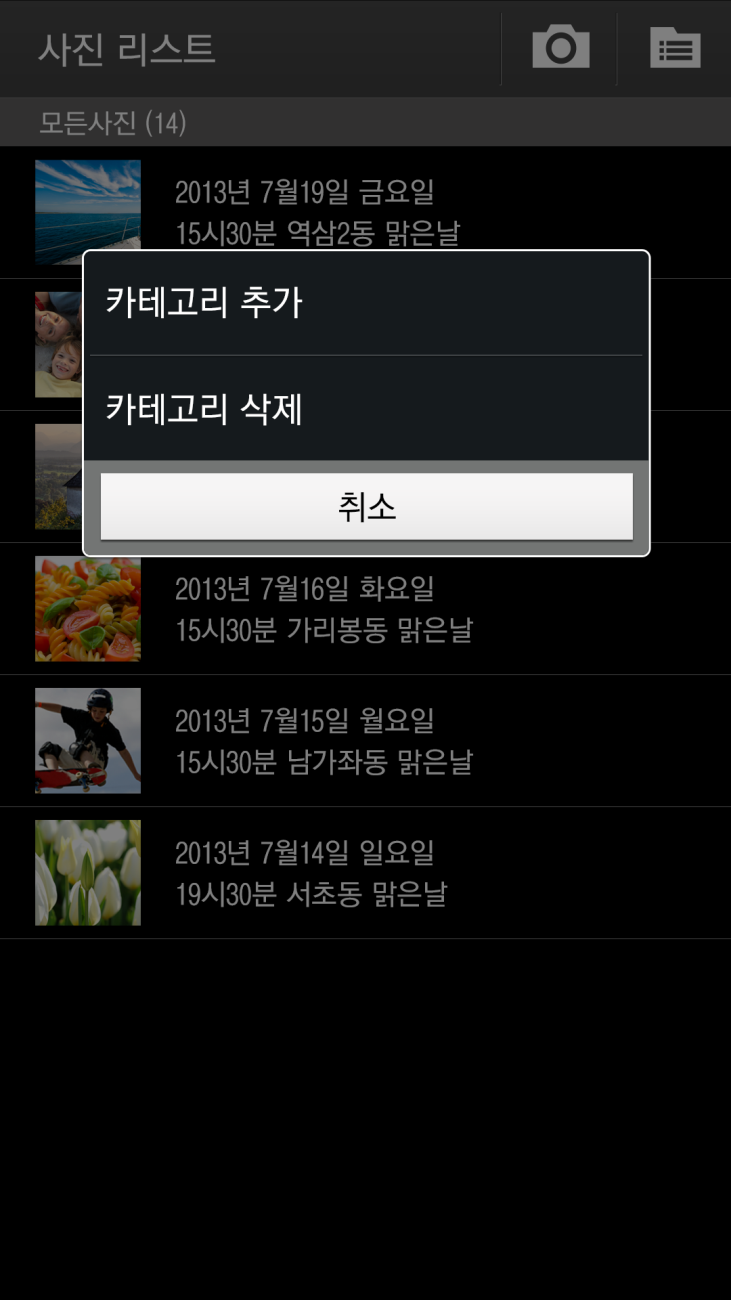 사진 리스트
모든사진 (14)
2013년 7월19일 금요일
15시30분 역삼2동 맑은날
카테고리 추가
카테고리 삭제
취소
2013년 7월16일 화요일
15시30분 가리봉동 맑은날
2013년 7월15일 월요일
15시30분 남가좌동 맑은날
2013년 7월14일 일요일
19시30분 서초동 맑은날